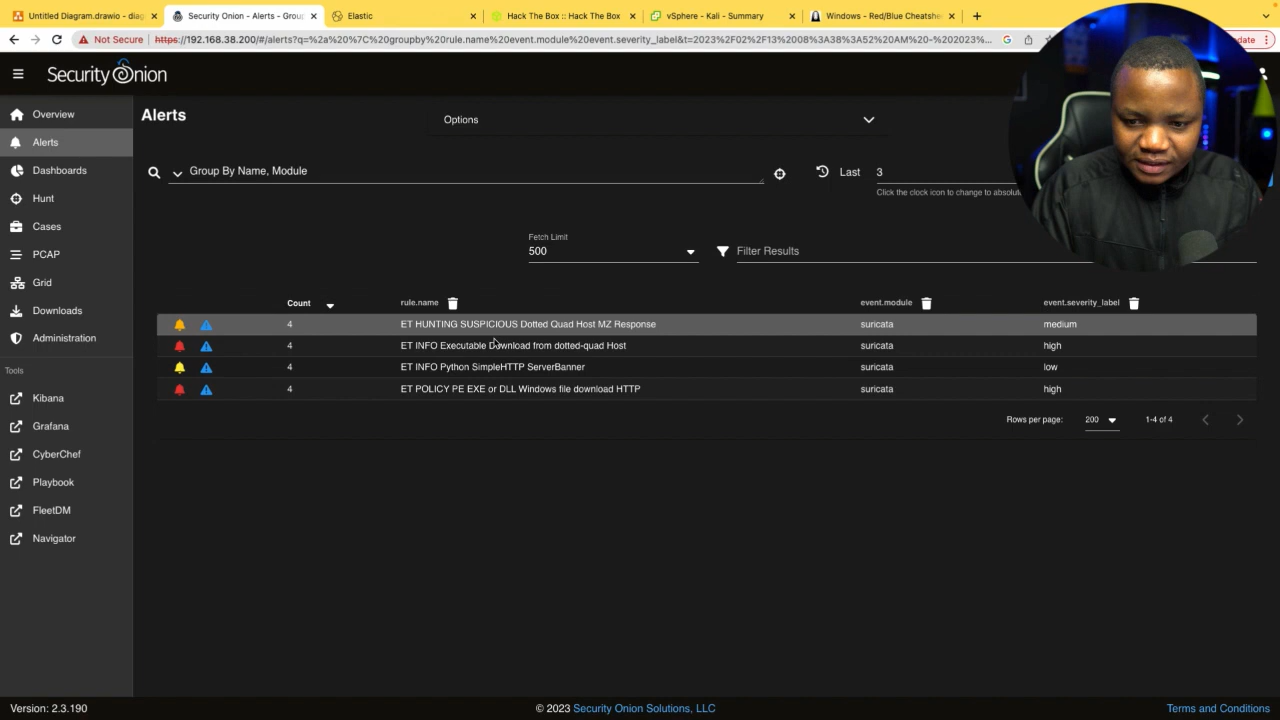 Untitled Diagram.drawio - diag
Security Onion - Alerts - Grou
Elastic
Hack The Box :: Hack The Box
vSphere - Kali - Summary
Windows - Red/Blue Cheatshe
Not Secure
https://192.168.38.200/#/alerts?q=%2a%20%7C%20groupby%20rule.name%20event.module%20event.severity_label&t=2023%2F02%2F13%2008%3A38%3A52%20AM%20-%202023%...
Security Onion
Overview
Alerts
Dashboards
Hunt
Cases
PCAP
Grid
Downloads
Administration
Tools
Kibana
Grafana
CyberChef
Playbook
FleetDM
Navigator
Alerts
Options
Group By Name, Module
Last
3
Click the clock icon to change to absolu
Fetch Limit
500
Filter Results
Count rule.name event.module event.severity_label
4 ET HUNTING SUSPICIOUS Dotted Quad Host MZ Response suricata medium
4 ET INFO Executable Download from dotted-quad Host suricata high
4 ET INFO Python SimpleHTTP ServerBanner suricata low
4 ET POLICY PE EXE or DLL Windows file download HTTP suricata high
Rows per page: 200 1-4 of 4
Version: 2.3.190
© 2023 Security Onion Solutions, LLC
Terms and Conditions